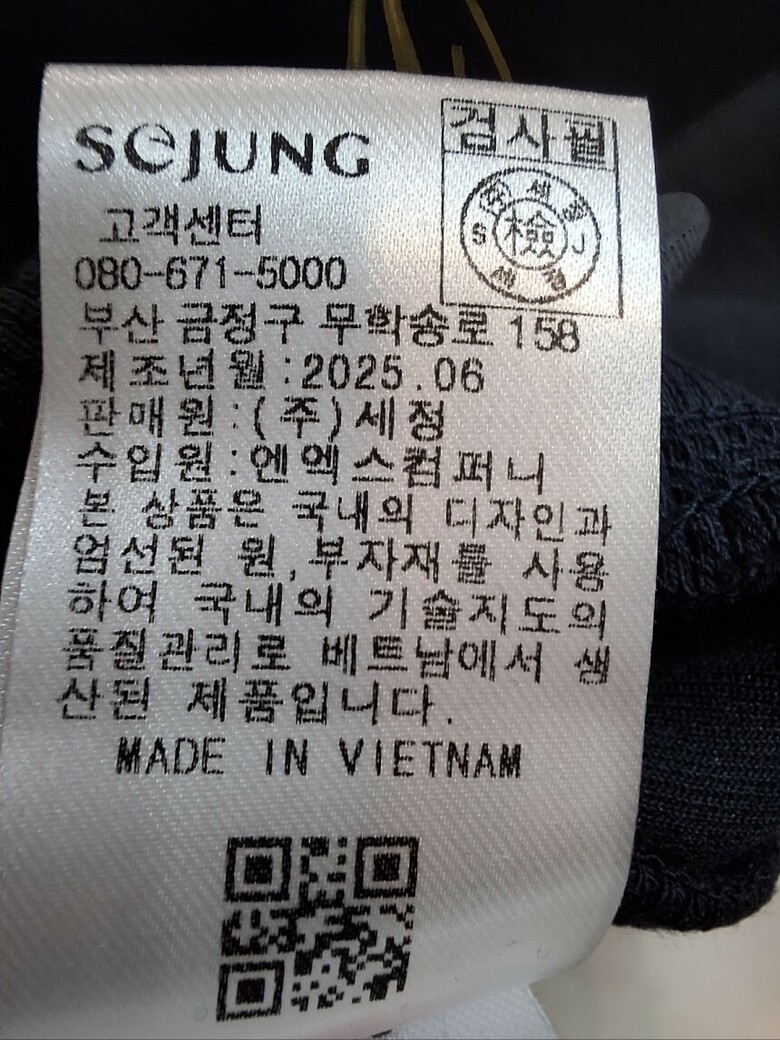 SEJUNG
검사필
㈜세정
S 檢 J
세정
고객센터
080-671-5000
부산 금정구 무학송로 158
제조년월:2025.06
판매원:(주)세정
수입원:엔엑스컴퍼니
본 상품은 국내의 디자인과
엄선된 원,부자재를 사용
하여 국내의 기술지도의
품질관리로 베트남에서 생
산된 제품입니다.
MADE IN VIETNAM